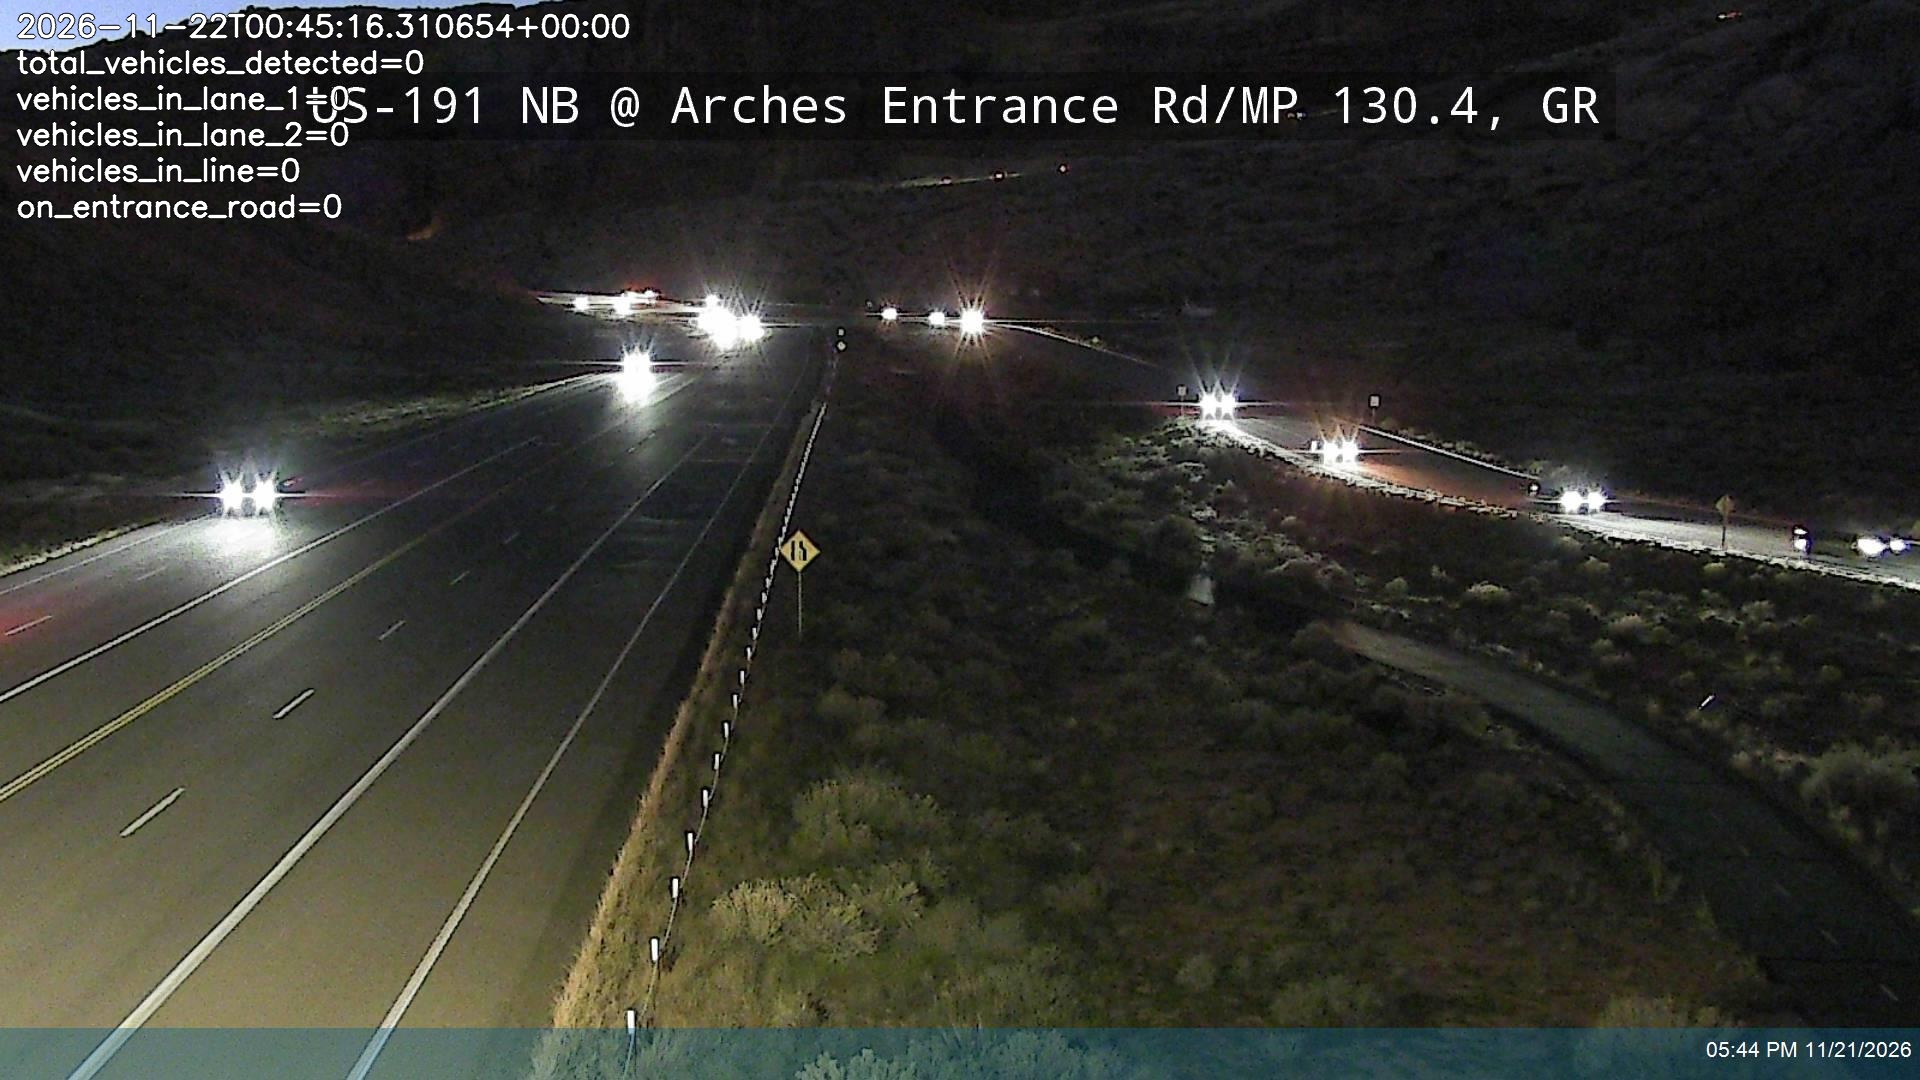 2026-11-22T00:45:16.310654+00:00
total_vehicles_detected=0
vehicles_in_lane_1=0
US-191 NB @ Arches Entrance Rd/MP 130.4, GR
vehicles_in_lane_2=0
vehicles_in_line=0
on_entrance_road=0
05:44 PM 11/21/2026